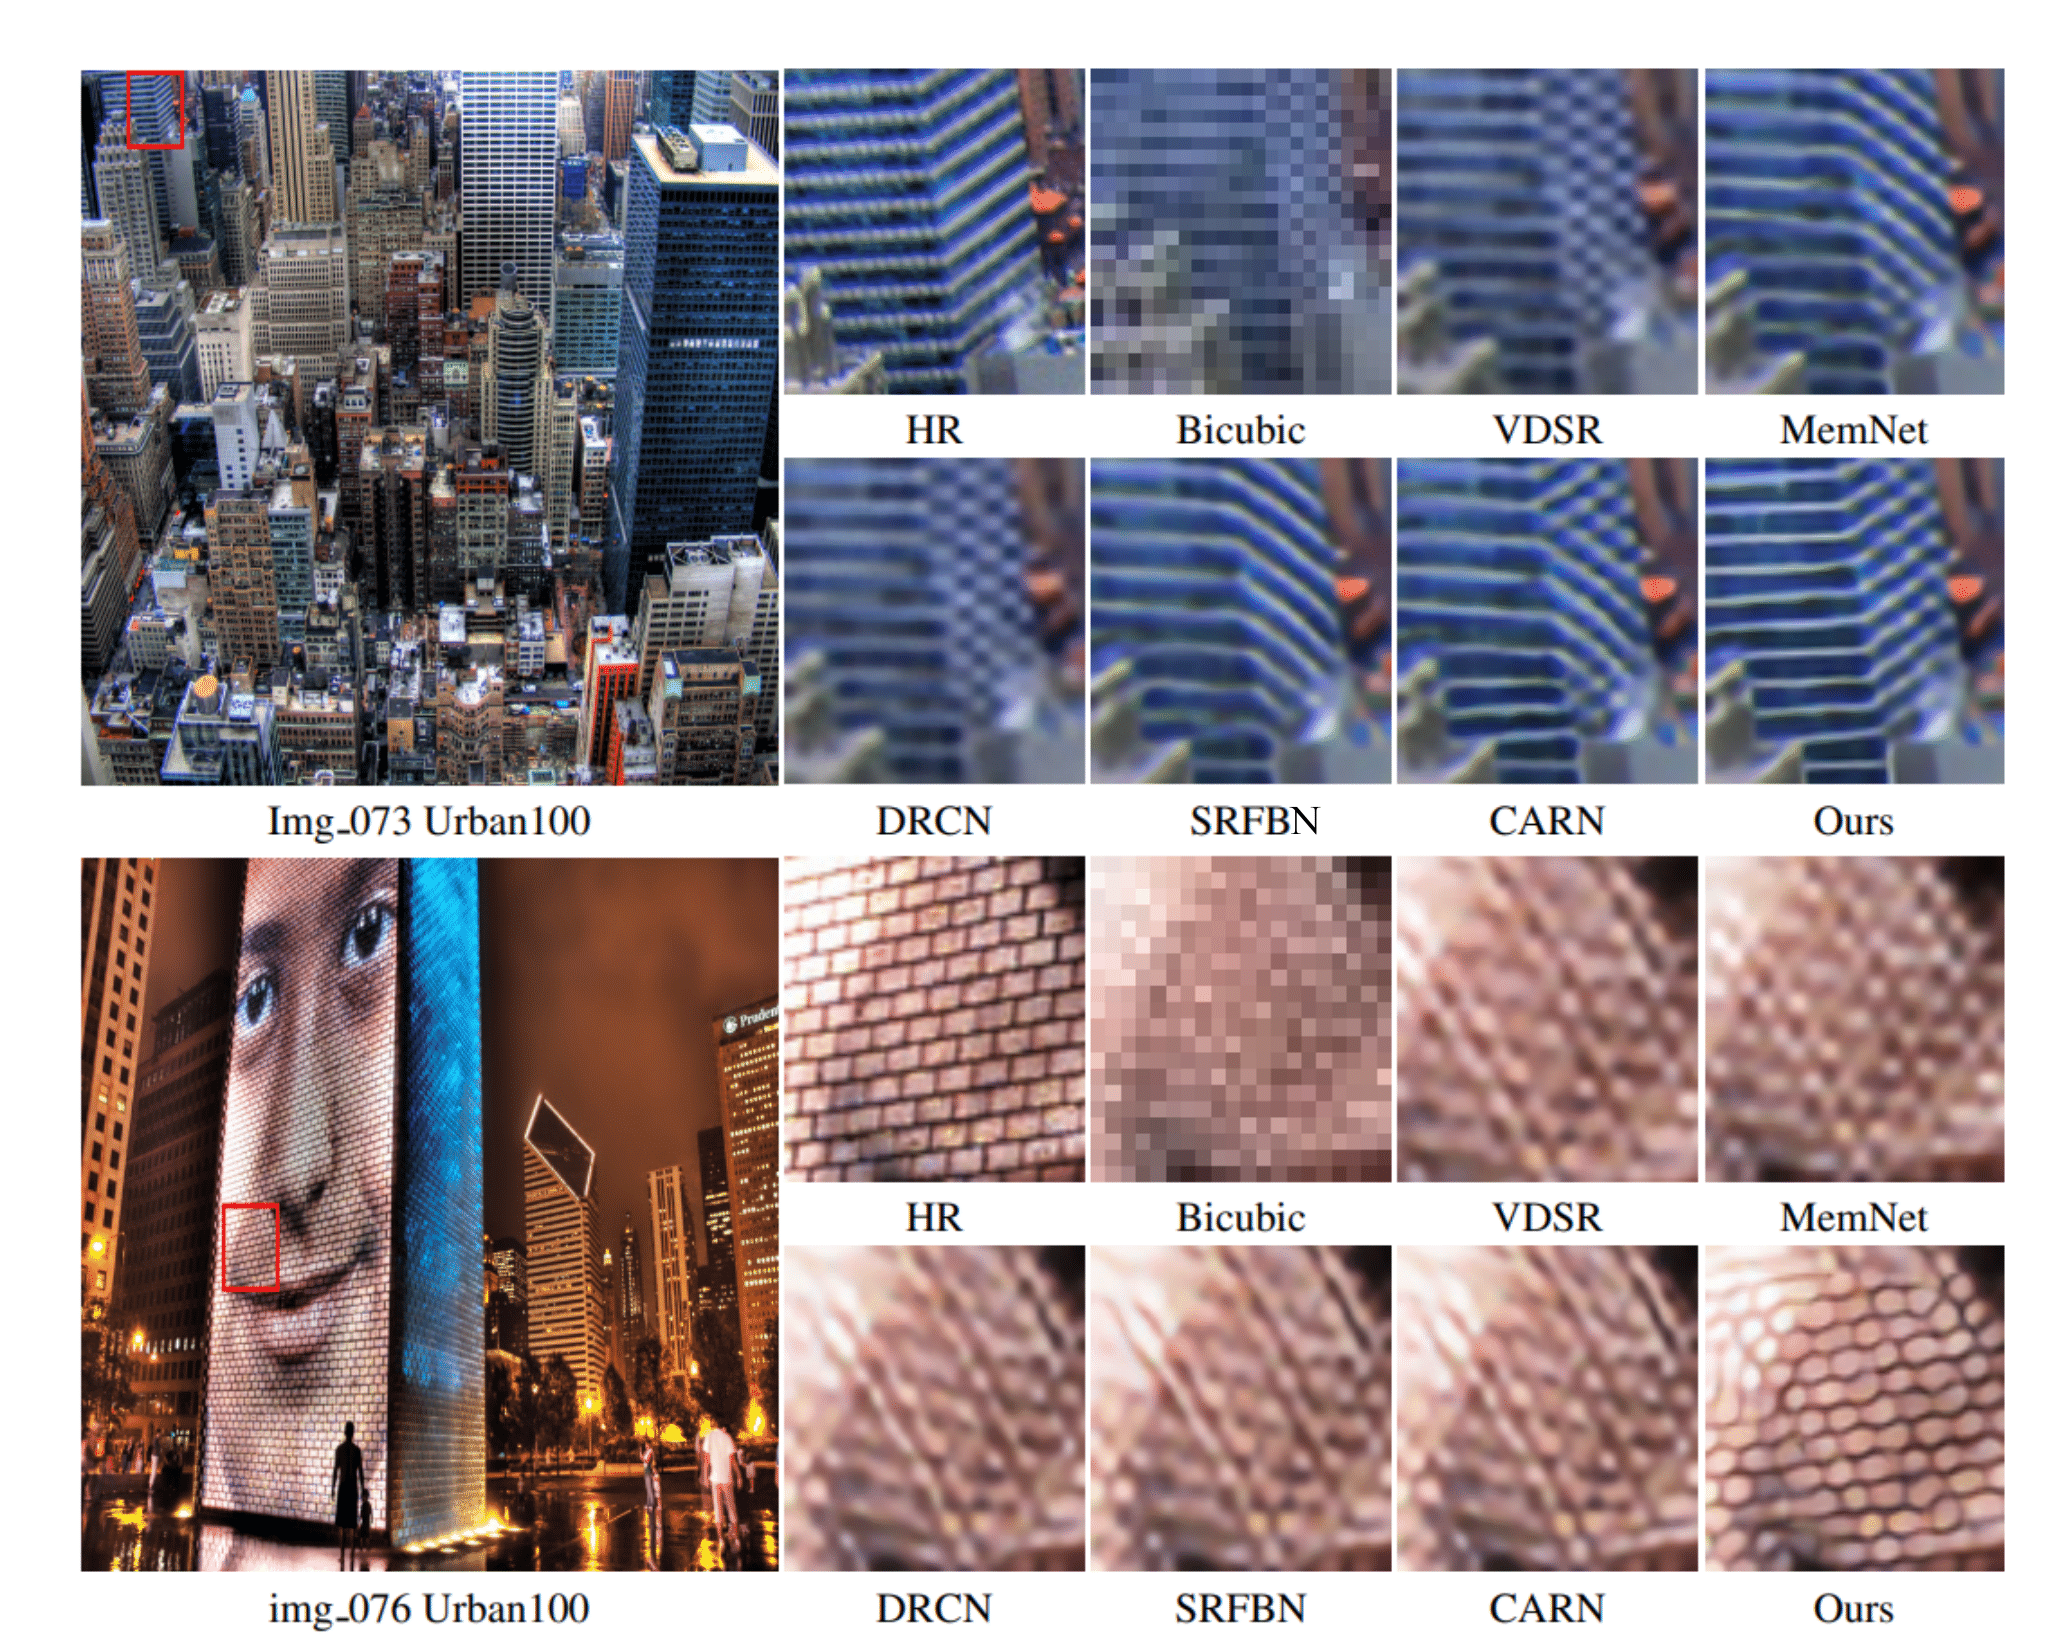 HR Bicubic VDSR MemNet
DRCN SRFBN CARN Ours
Img_073 Urban100
Pruden
HR Bicubic VDSR MemNet
DRCN SRFBN CARN Ours
img_076 Urban100